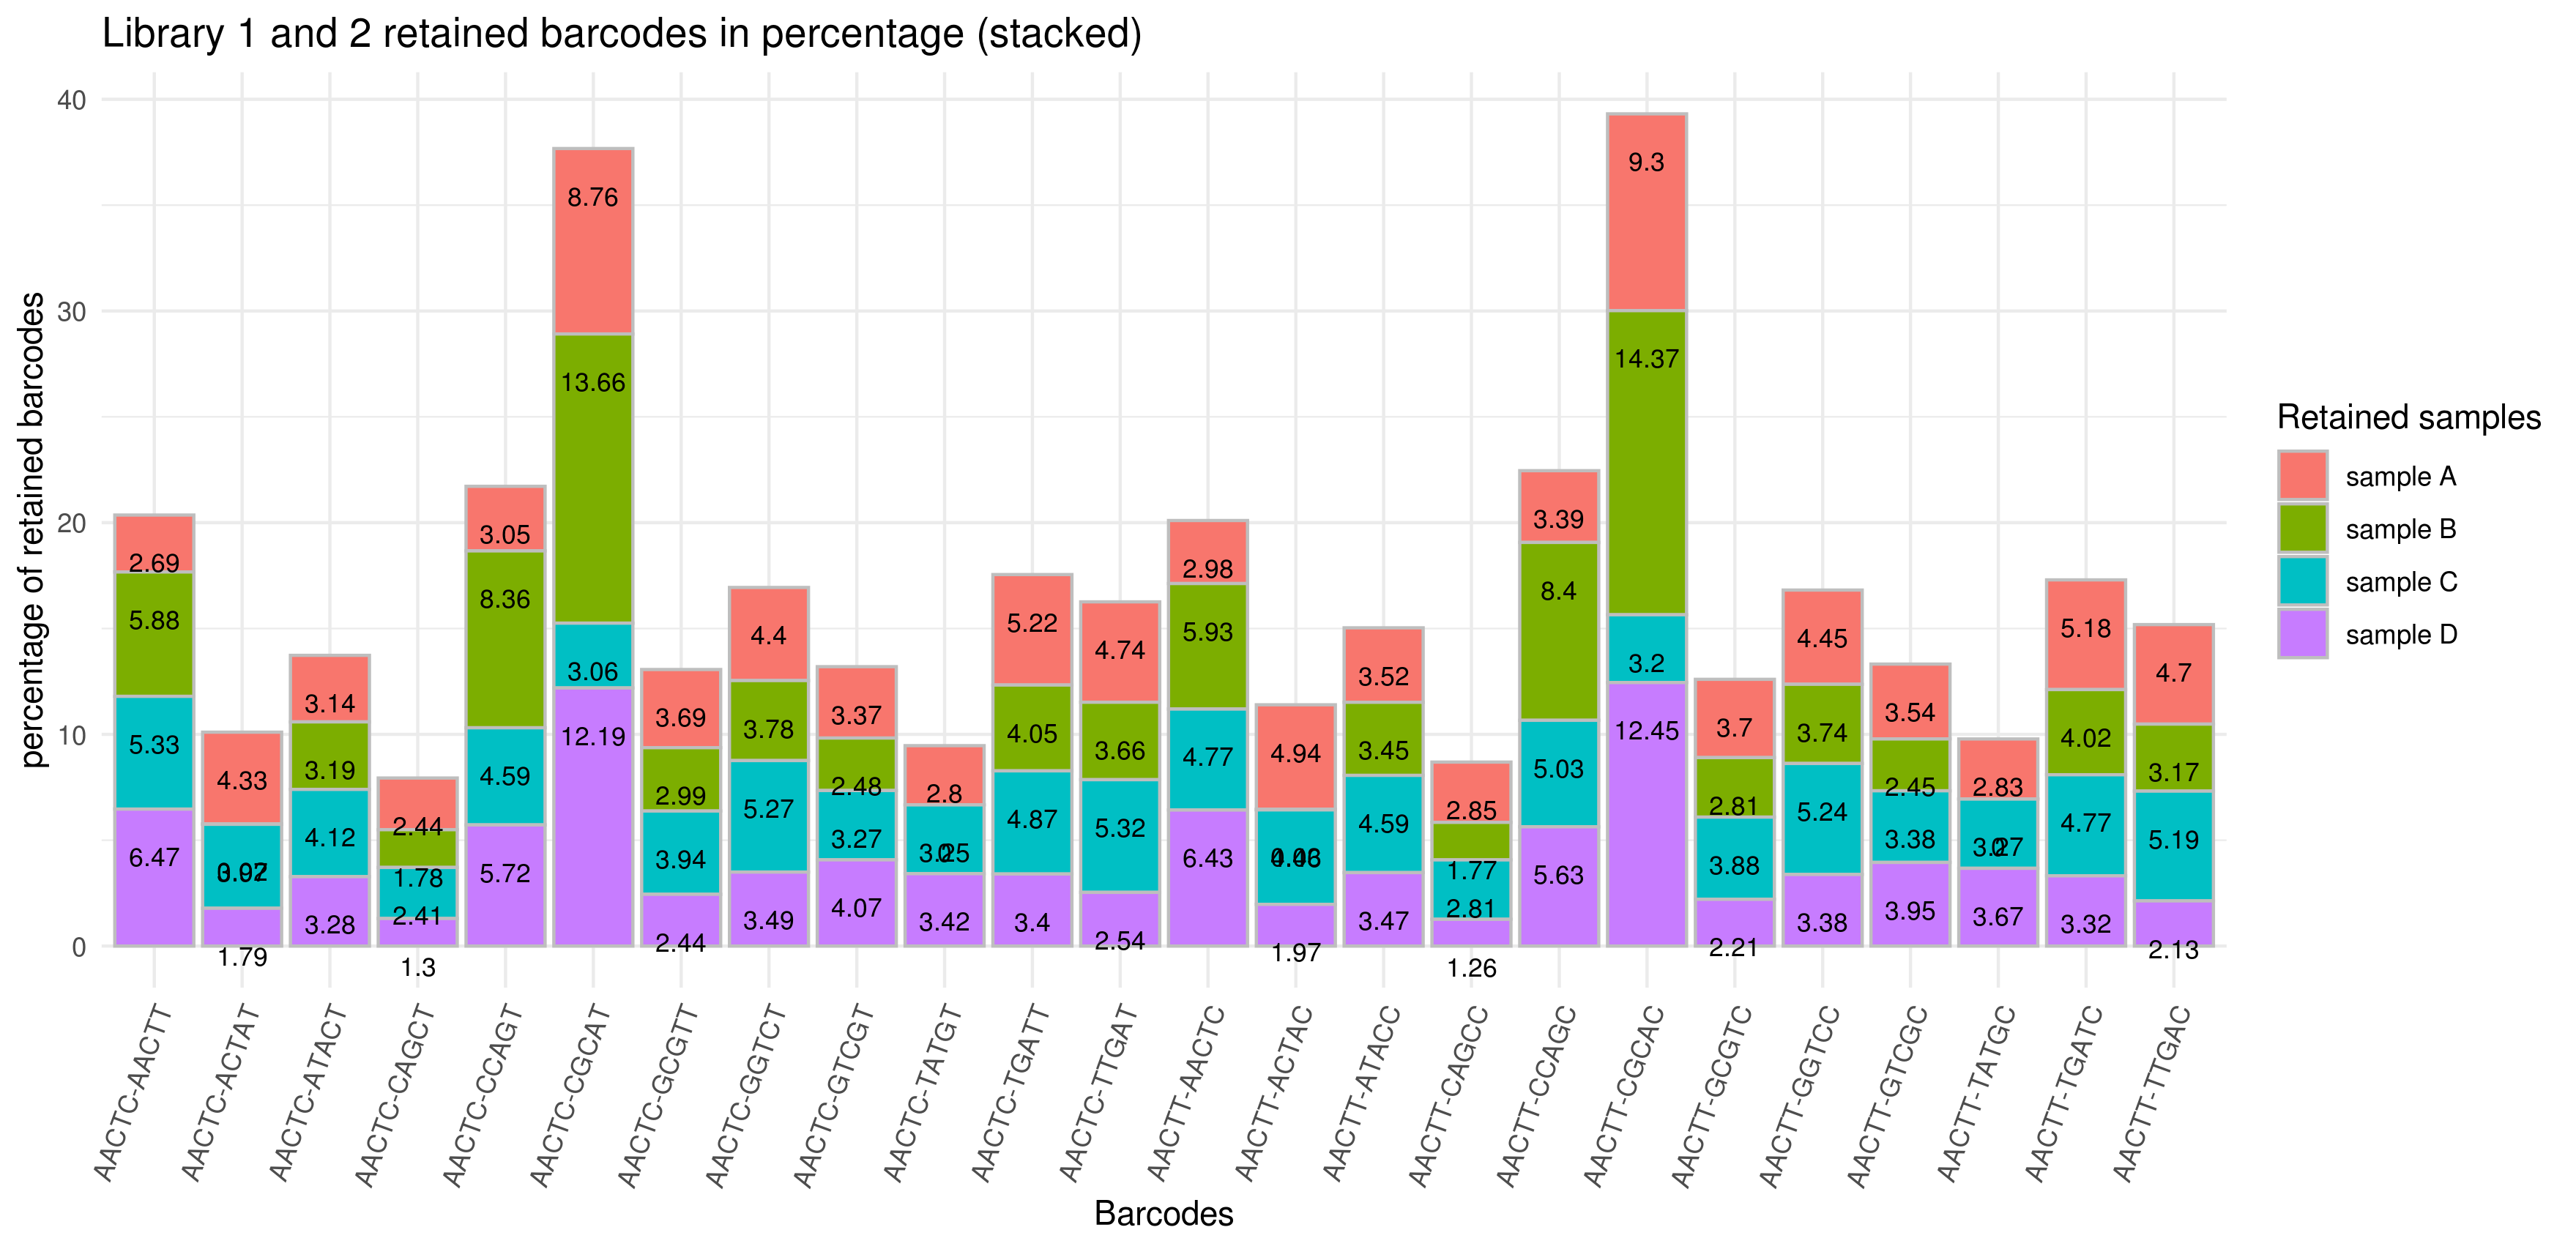 Library 1 and 2 retained barcodes in percentage (stacked)
percentage of retained barcodes
40
30
20
10
0
2.69
5.88
5.33
6.47
4.33
1.79
3.14
3.19
4.12
3.28
2.44
1.78
2.41
1.3
3.05
8.36
4.59
5.72
8.76
13.66
3.06
12.19
3.69
2.99
3.94
2.44
4.4
3.78
5.27
3.49
3.37
2.48
3.27
4.07
2.8
3.42
5.22
4.05
4.87
3.4
4.74
3.66
5.32
2.54
2.98
5.93
4.77
6.43
4.94
1.97
3.52
3.45
4.59
3.47
2.85
1.77
2.81
1.26
3.39
8.4
5.03
5.63
9.3
14.37
3.2
12.45
3.7
2.81
3.88
2.21
4.45
3.74
5.24
3.38
3.54
2.45
3.38
3.95
2.83
3.67
5.18
4.02
4.77
3.32
4.7
3.17
5.19
2.13
AACTC-AACTT
AACTC-ACTAT
AACTC-ATACT
AACTC-CAGCT
AACTC-CCAGT
AACTC-CGCAT
AACTC-GCGTT
AACTC-GGTCT
AACTC-GTCGT
AACTC-TATGT
AACTC-TGATT
AACTC-TTGAT
AACTT-AACTC
AACTT-ACTAC
AACTT-ATACC
AACTT-CAGCC
AACTT-CCAGC
AACTT-CGCAC
AACTT-GCGTC
AACTT-GGTCC
AACTT-GTCGC
AACTT-TATGC
AACTT-TGATC
AACTT-TTGAC
Barcodes
Retained samples
sample A
sample B
sample C
sample D